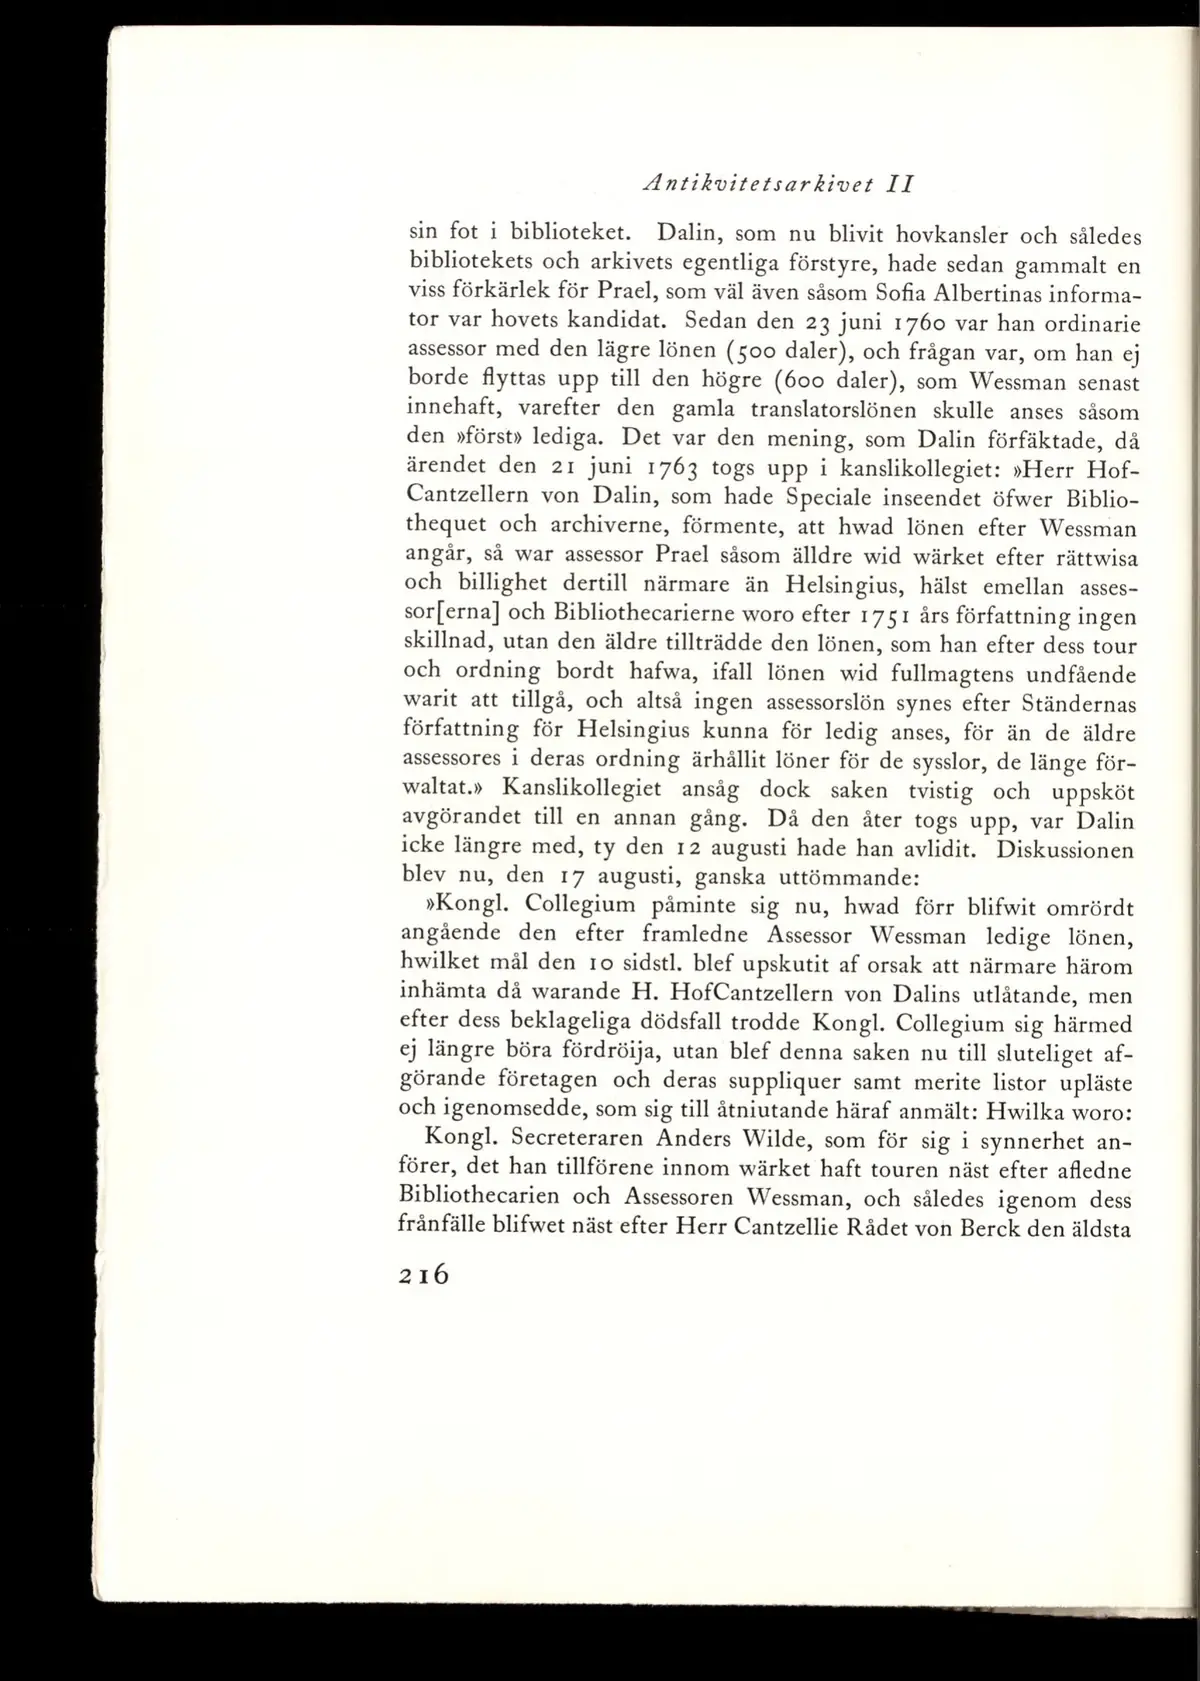 Antikvitetsarkivet II
sin fot i biblioteket. Dalin, som nu blivit hovkansler och således
bibliotekets och arkivets egentliga förstyre, hade sedan gammalt en
viss förkärlek för Prael, som väl även såsom Sofia Albertinas informa-
tor var hovets kandidat. Sedan den 23 juni 1760 var han ordinarie
assessor med den lägre lönen (500 daler), och frågan var, om han ej
borde flyttas upp till den högre (600 daler), som Wessman senast
innehaft, varefter den gamla translatorslönen skulle anses såsom
den »först» lediga. Det var den mening, som Dalin förfäktade, då
ärendet den 21 juni 1763 togs upp i kanslikollegiet: »Herr Hof-
Cantzellern von Dalin, som hade Speciale inseendet öfwer Biblio-
thequet och archiverne, förmente, att hwad lönen efter Wessman
angår, så war assessor Prael såsom älldre wid wärket efter rättwisa
och billighet dertill närmare än Helsingius, hälst emellan asses-
sor[erna] och Bibliothecarierne woro efter 1751 års författning ingen
skillnad, utan den äldre tillträdde den lönen, som han efter dess tour
och ordning bordt hafwa, ifall lönen wid fullmagtens undfående
warit att tillgå, och altså ingen assessorslön synes efter Ständernas
författning för Helsingius kunna för ledig anses, för än de äldre
assessores i deras ordning ärhållit löner för de sysslor, de länge för-
waltat.» Kanslikollegiet ansåg dock saken tvistig och uppsköt
avgörandet till en annan gång. Då den åter togs upp, var Dalin
icke längre med, ty den 12 augusti hade han avlidit. Diskussionen
blev nu, den 17 augusti, ganska uttömmande:
»Kongl. Collegium påminte sig nu, hwad förr blifwit omrördt
angående den efter framledne Assessor Wessman ledige lönen,
hwilket mål den 10 sidstl. blef upskutit af orsak att närmare härom
inhämta då warande H. HofCantzellern von Dalins utlåtande, men
efter dess beklageliga dödsfall trodde Kongl. Collegium sig härmed
ej längre böra fördröija, utan blef denna saken nu till sluteliget af-
görande företagen och deras suppliquer samt merite listor upläste
och igenomsedde, som sig till åtniutande häraf anmält: Hwilka woro:
Kongl. Secreteraren Anders Wilde, som för sig i synnerhet an-
förer, det han tillförene innom wärket haft touren näst efter afledne
Bibliothecarien och Assessoren Wessman, och således igenom dess
frånfälle blifwet näst efter Herr Cantzellie Rådet von Berck den äldsta
216